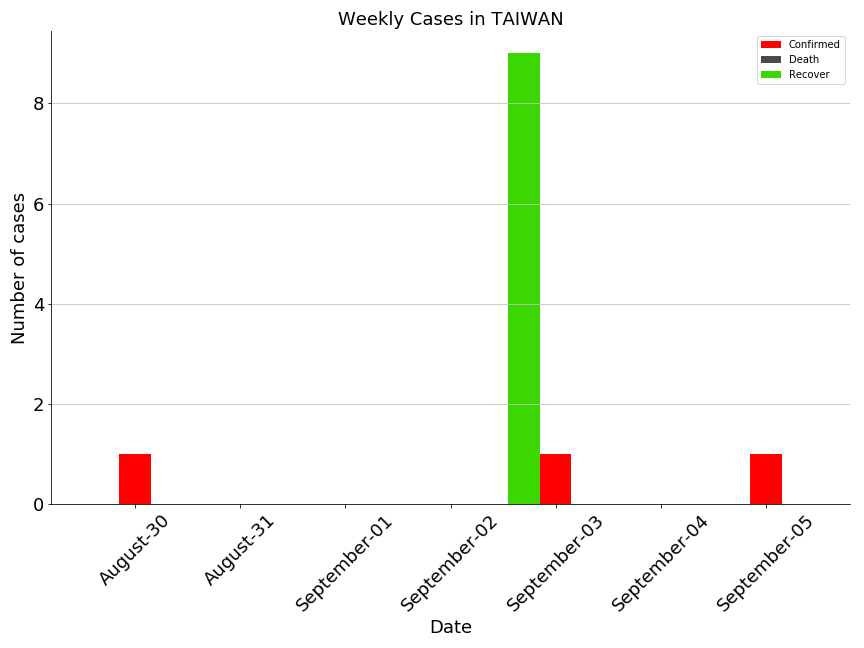 Weekly Cases in TAIWAN
Confirmed
Death
Recover
Number of cases
8
6
4
2
0
August-30
August-31
September-01
September-02
September-03
September-04
September-05
Date